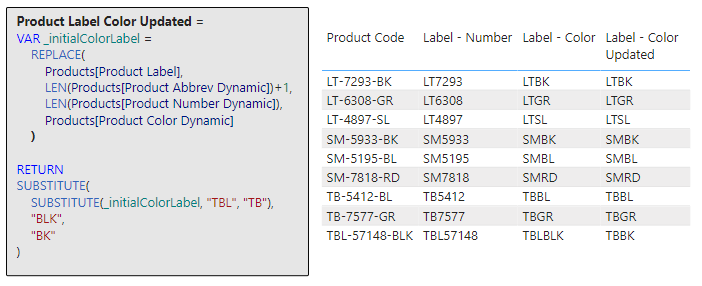 Product Label Color Updated =
VAR _initialColorLabel =
REPLACE(
Products[Product Label],
LEN(Products[Product Abbrev Dynamic])+1,
LEN(Products[Product Number Dynamic]),
Products[Product Color Dynamic]
)
RETURN
SUBSTITUTE(
SUBSTITUTE(_initialColorLabel, "TBL", "TB"),
"BLK",
"BK"
)
Product Code Label - Number Label - Color Label - Color
Updated
LT-7293-BK LT7293 LTBK LTBK
LT-6308-GR LT6308 LTGR LTGR
LT-4897-SL LT4897 LTSL LTSL
SM-5933-BK SM5933 SMBK SMBK
SM-5195-BL SM5195 SMBL SMBL
SM-7818-RD SM7818 SMRD SMRD
TB-5412-BL TB5412 TBBL TBBL
TB-7577-GR TB7577 TBGR TBGR
TBL-57148-BLK TBL57148 TBLBLK TBBK